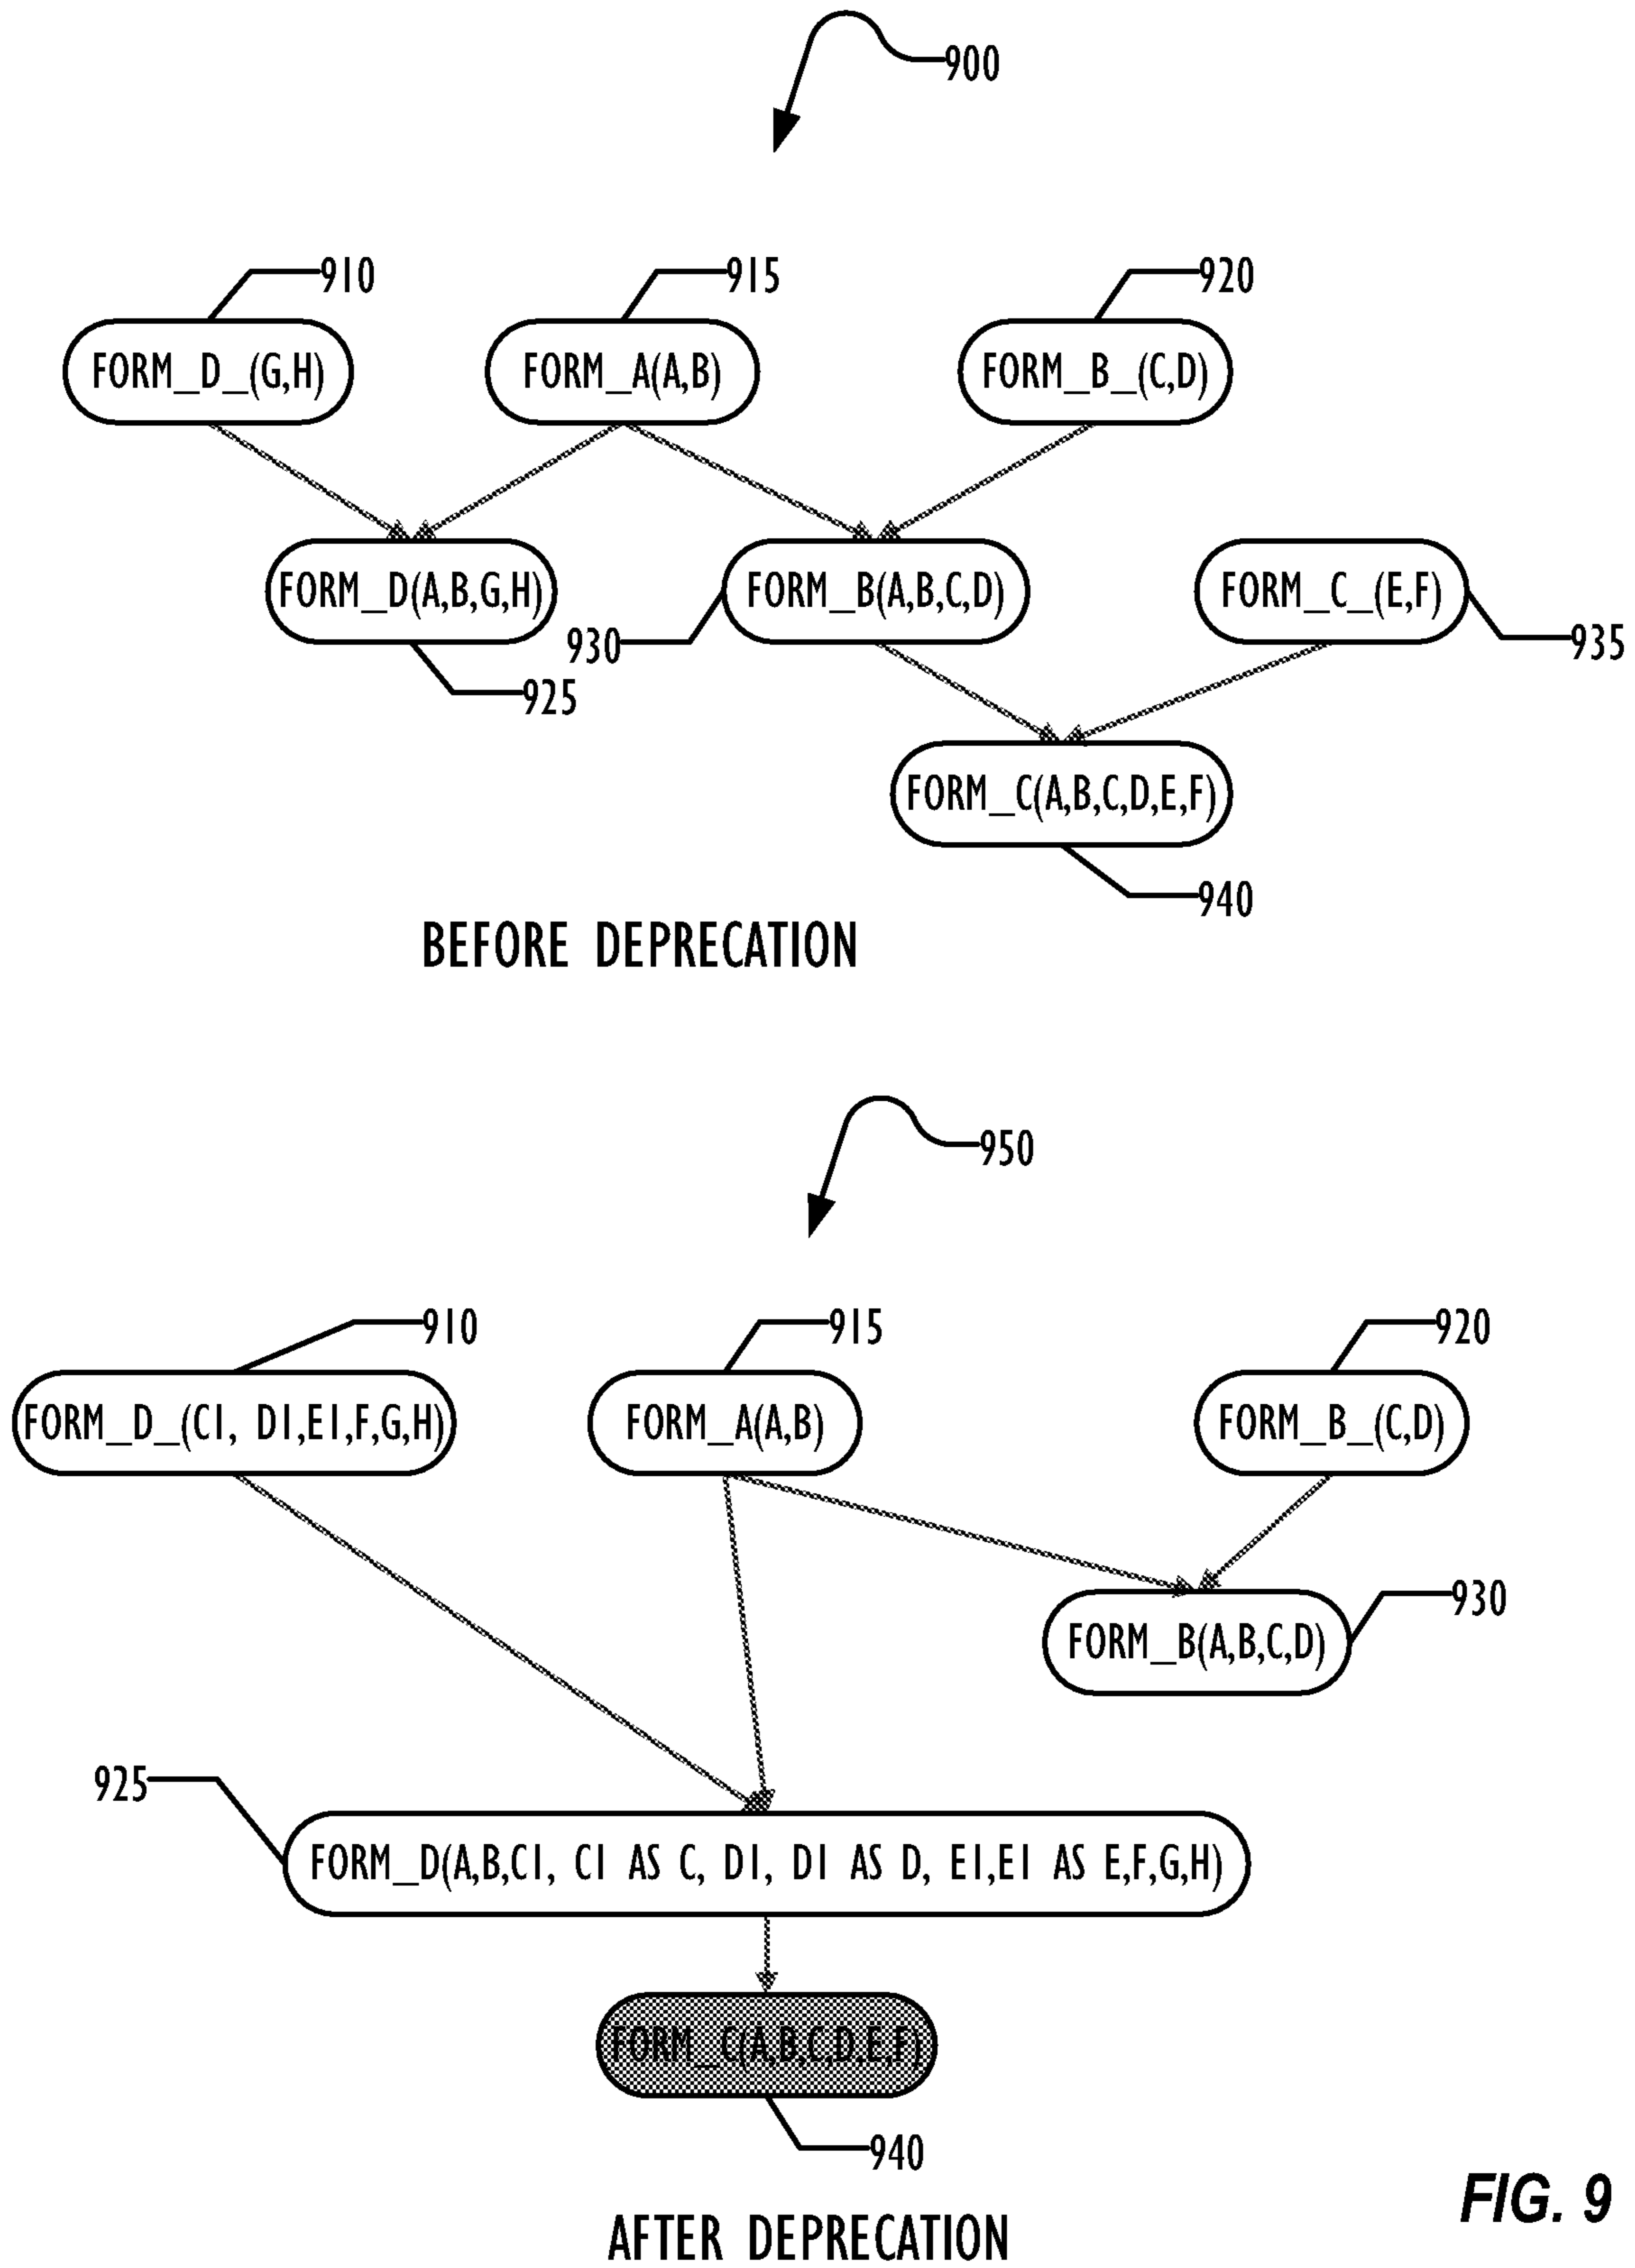 900
910
915
920
FORM_D_(G,H)
FORM_A(A,B)
FORM_B_(C,D)
FORM_D(A,B,G,H)
FORM_B(A,B,C,D)
FORM_C_(E,F)
930
935
925
FORM_C(A,B,C,D,E,F)
940
BEFORE DEPRECATION
950
910
915
920
FORM_D_(C1, D1,E1,F,G,H)
FORM_A(A,B)
FORM_B_(C,D)
930
FORM_B(A,B,C,D)
925
FORM_D(A,B,C1, C1 AS C, D1, D1 AS D, E1,E1 AS E,F,G,H)
FORM_C(A,B,C,D,E,F)
940
FIG. 9
AFTER DEPRECATION